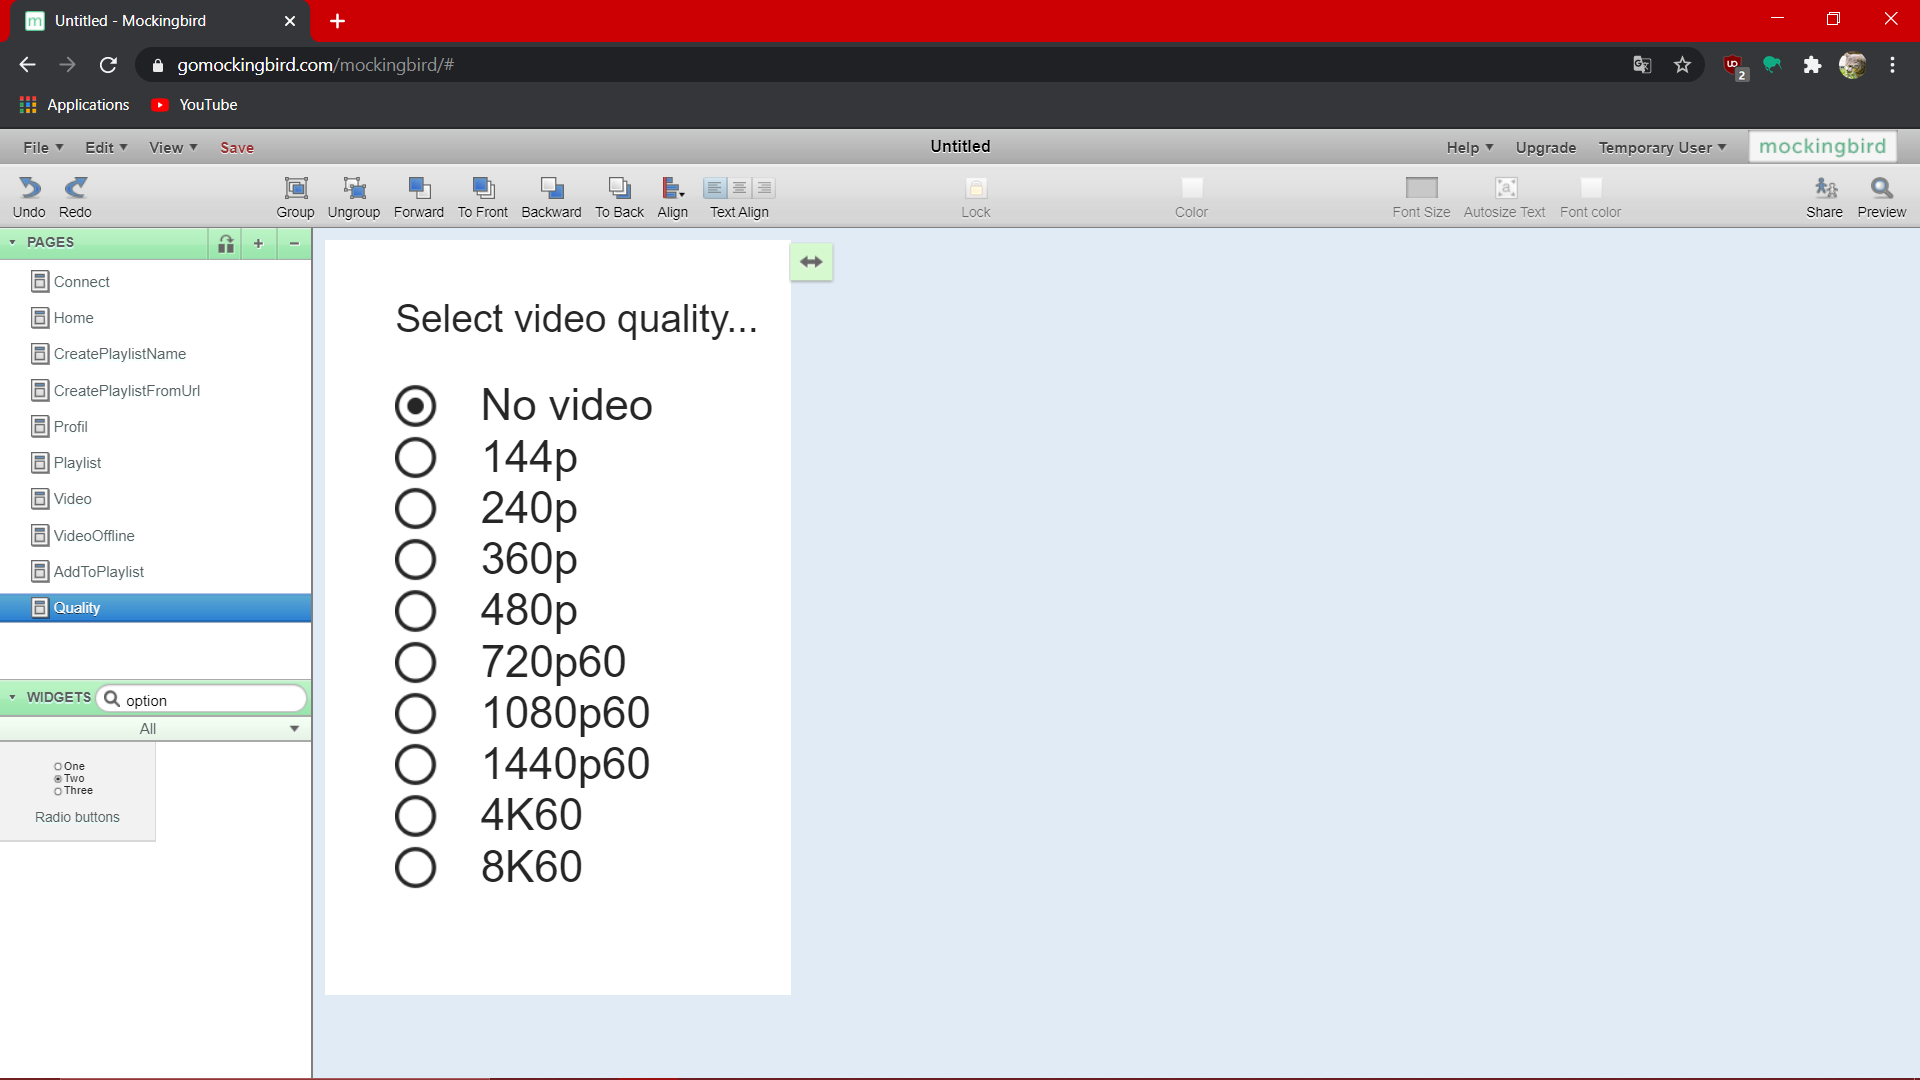 m Untitled - Mockingbird
gomockingbird.com/mockingbird/#
UD 2
Applications YouTube
File Edit View Save Untitled Help Upgrade Temporary User mockingbird
Undo Redo Group Ungroup Forward To Front Backward To Back Align Text Align Lock Color Font Size Autosize Text Font color Share Preview
PAGES + −
Connect
Home
CreatePlaylistName
CreatePlaylistFromUrl
Profil
Playlist
Video
VideoOffline
AddToPlaylist
Quality
WIDGETS option
All
One
Two
Three
Radio buttons
Select video quality...
No video
144p
240p
360p
480p
720p60
1080p60
1440p60
4K60
8K60